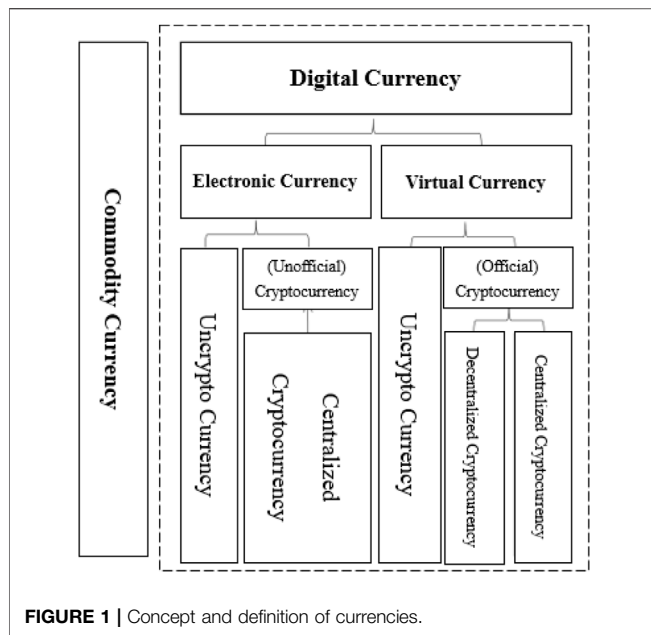 Digital Currency
Commodity Currency
Electronic Currency
Virtual Currency
Uncrypto Currency
(Unofficial)
Cryptocurrency
Centralized
Cryptocurrency
Uncrypto Currency
(Official)
Cryptocurrency
Decentralized Cryptocurrency
Centralized Cryptocurrency
FIGURE 1 | Concept and definition of currencies.